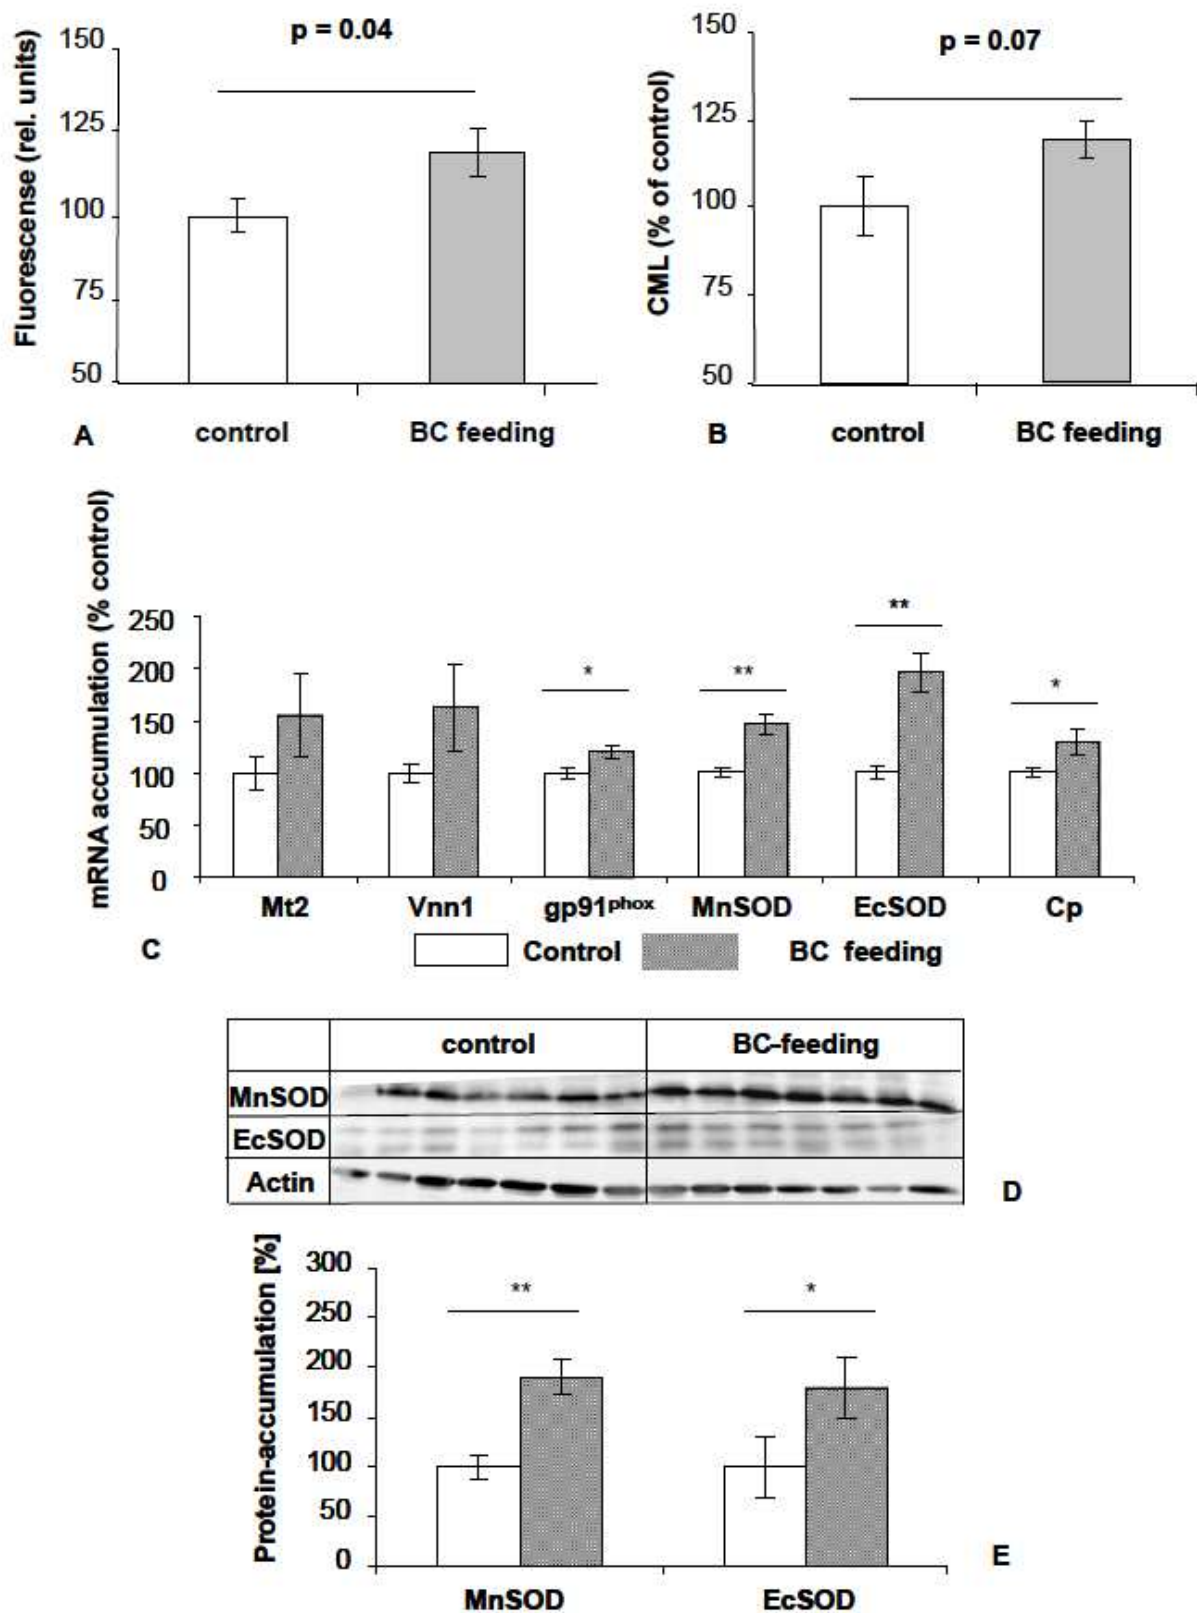 p = 0.04
Fluorescense (rel. units)
150
125
100
75
50
control BC feeding
A
p = 0.07
CML (% of control)
150
125
100
75
50
control BC feeding
B
mRNA accumulation (% control)
250
200
150
100
50
0
* ** ** *
Mt2 Vnn1 gp91phox MnSOD EcSOD Cp
C
Control BC feeding
control BC-feeding
MnSOD
EcSOD
Actin
D
Protein-accumulation [%]
300
250
200
150
100
50
0
** *
MnSOD EcSOD
E